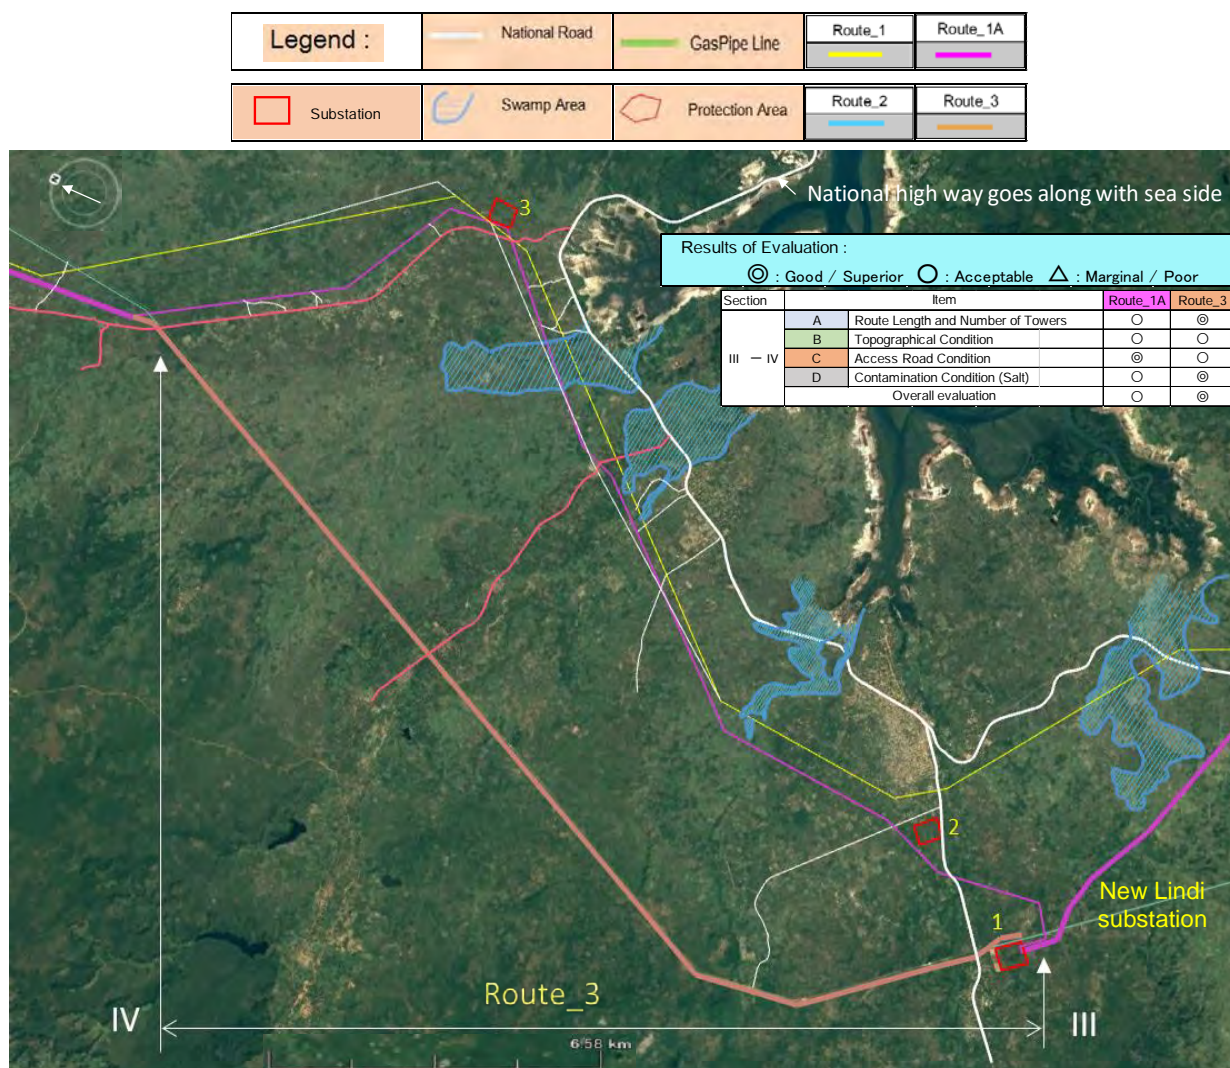 Legend :
National Road
GasPipe Line
Route_1
Route_1A
Substation
Swamp Area
Protection Area
Route_2
Route_3
National high way goes along with sea side
3
Results of Evaluation :
◎ : Good / Superior ○ : Acceptable △ : Marginal / Poor
Section Item Route_1A Route_3
A Route Length and Number of Towers ○ ◎
B Topographical Condition ○ ○
III － IV C Access Road Condition ◎ ○
D Contamination Condition (Salt) ○ ◎
Overall evaluation ○ ◎
2
New Lindi
substation
1
Route_3
IV
III
6.58 km